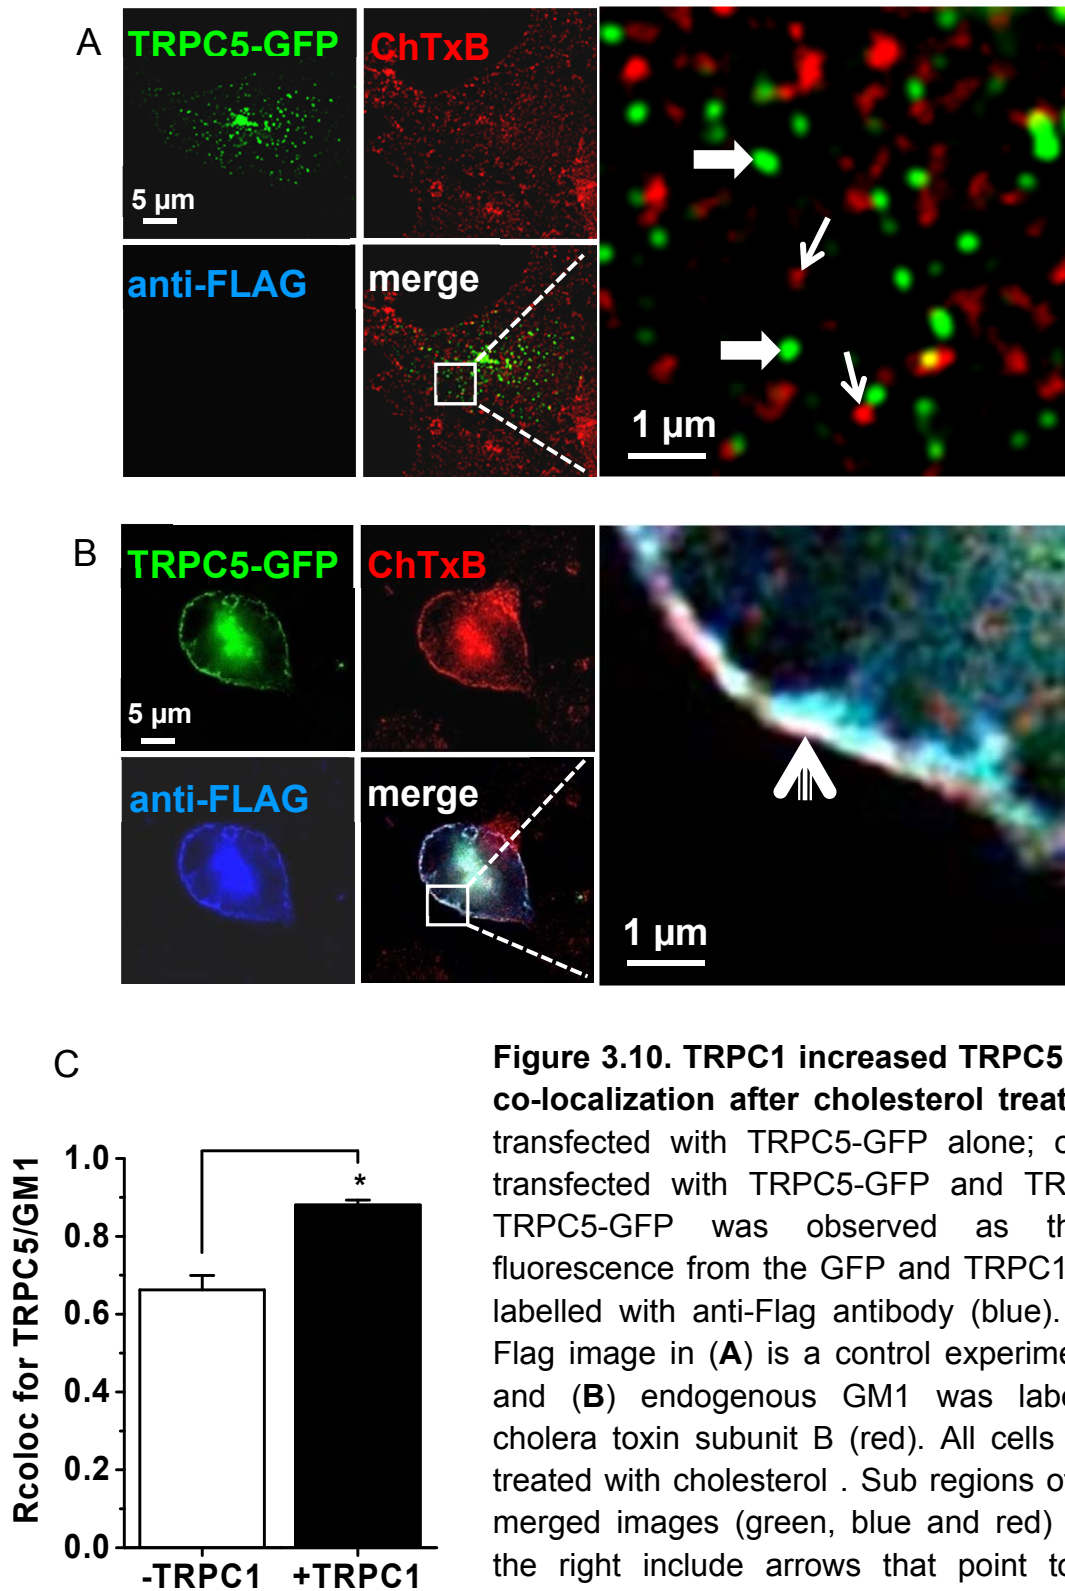 A
TRPC5-GFP
ChTxB
5 µm
anti-FLAG
merge
1 µm
B
TRPC5-GFP
ChTxB
5 µm
anti-FLAG
merge
1 µm
C
Rcoloc for TRPC5/GM1
1.0
0.8
0.6
0.4
0.2
0.0
*
-TRPC1
+TRPC1
Figure 3.10. TRPC1 increased TRPC5
co-localization after cholesterol treat
transfected with TRPC5-GFP alone; o
transfected with TRPC5-GFP and TR
TRPC5-GFP was observed as th
fluorescence from the GFP and TRPC1
labelled with anti-Flag antibody (blue).
Flag image in (A) is a control experime
and (B) endogenous GM1 was labe
cholera toxin subunit B (red). All cells
treated with cholesterol . Sub regions of
merged images (green, blue and red)
the right include arrows that point to